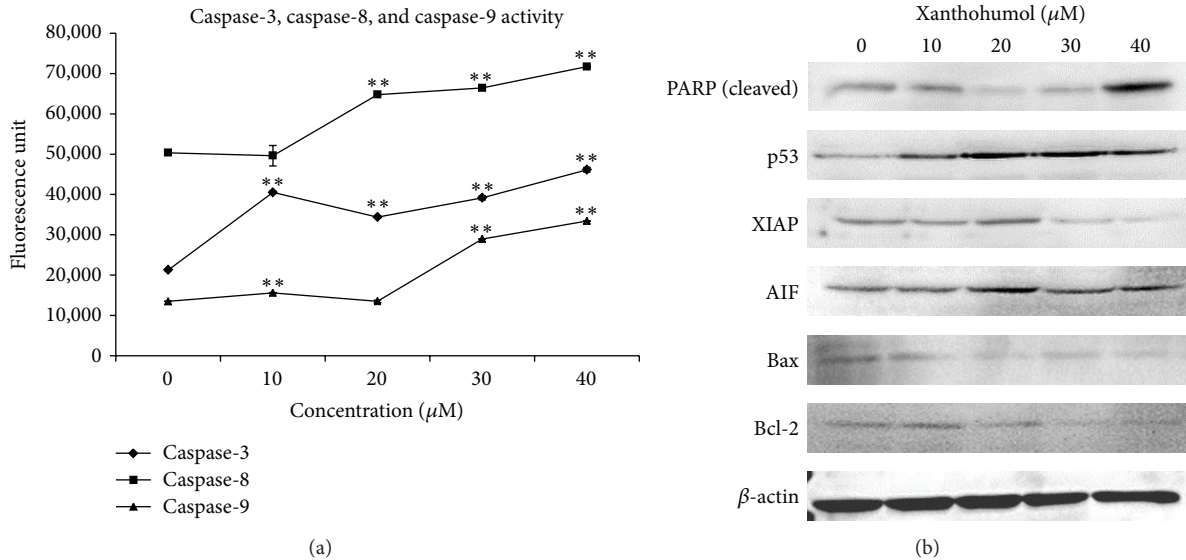 Caspase-3, caspase-8, and caspase-9 activity
80,000
70,000
60,000
50,000
40,000
30,000
20,000
10,000
0
Fluorescence unit
** ** **
** ** ** **
** ** **
0 10 20 30 40
Concentration (μM)
Caspase-3
Caspase-8
Caspase-9
(a)
Xanthohumol (μM)
0 10 20 30 40
PARP (cleaved)
p53
XIAP
AIF
Bax
Bcl-2
β-actin
(b)